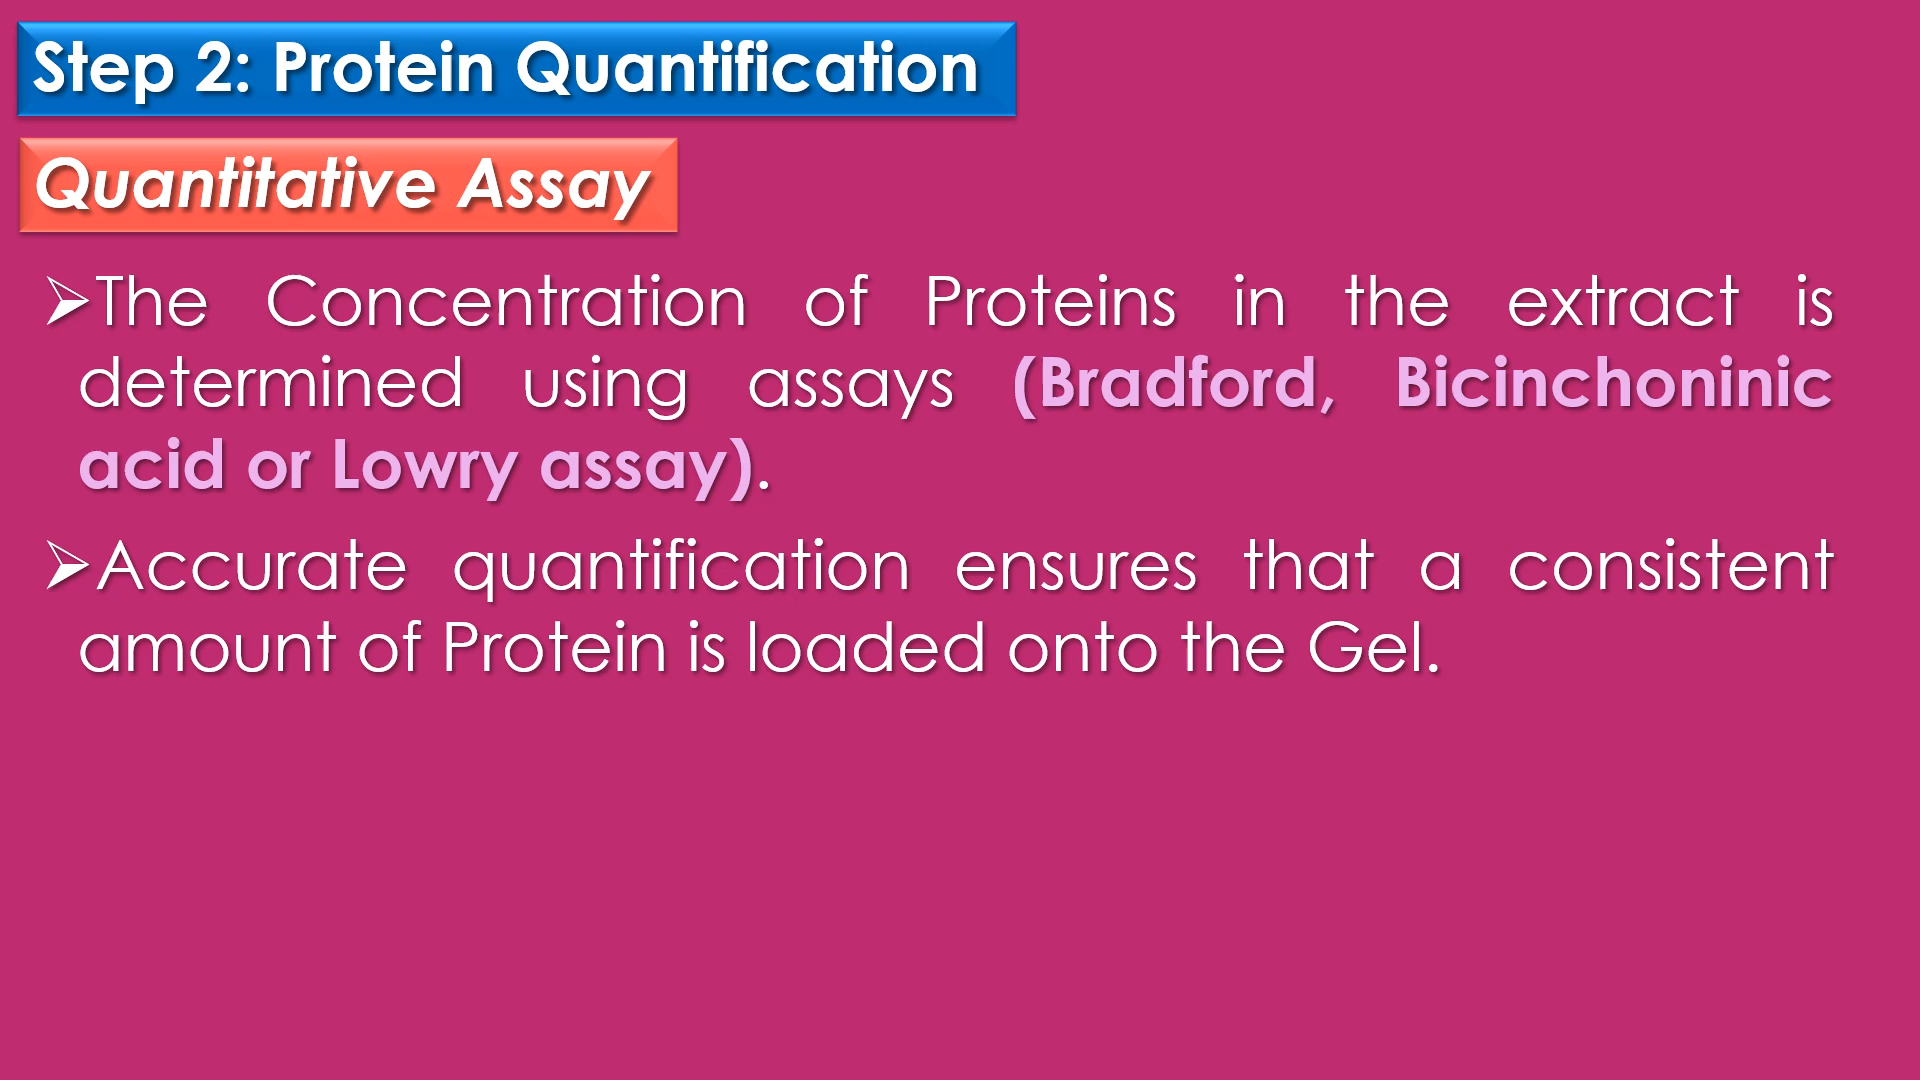 Step 2: Protein Quantification
Quantitative Assay
➢The Concentration of Proteins in the extract is
determined using assays (Bradford, Bicinchoninic
acid or Lowry assay).
➢Accurate quantification ensures that a consistent
amount of Protein is loaded onto the Gel.